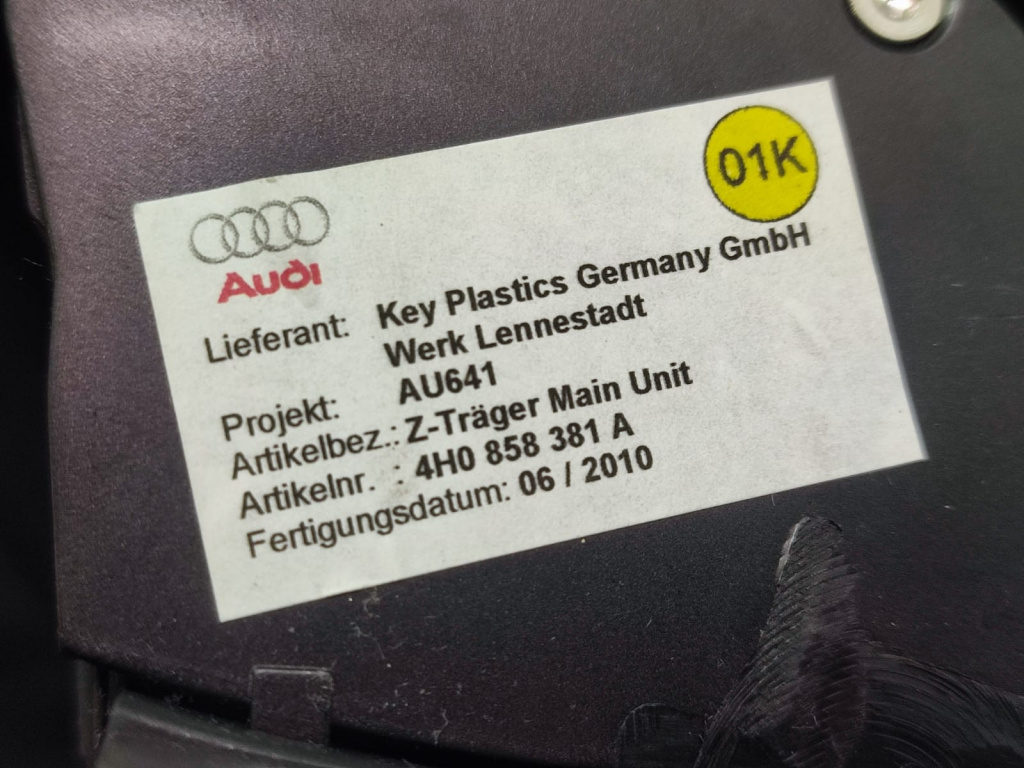 01K
Audi
Lieferant: Key Plastics Germany GmbH
Werk Lennestadt
Projekt: AU641
Artikelbez.: Z-Träger Main Unit
Artikelnr. : 4H0 858 381 A
Fertigungsdatum: 06 / 2010